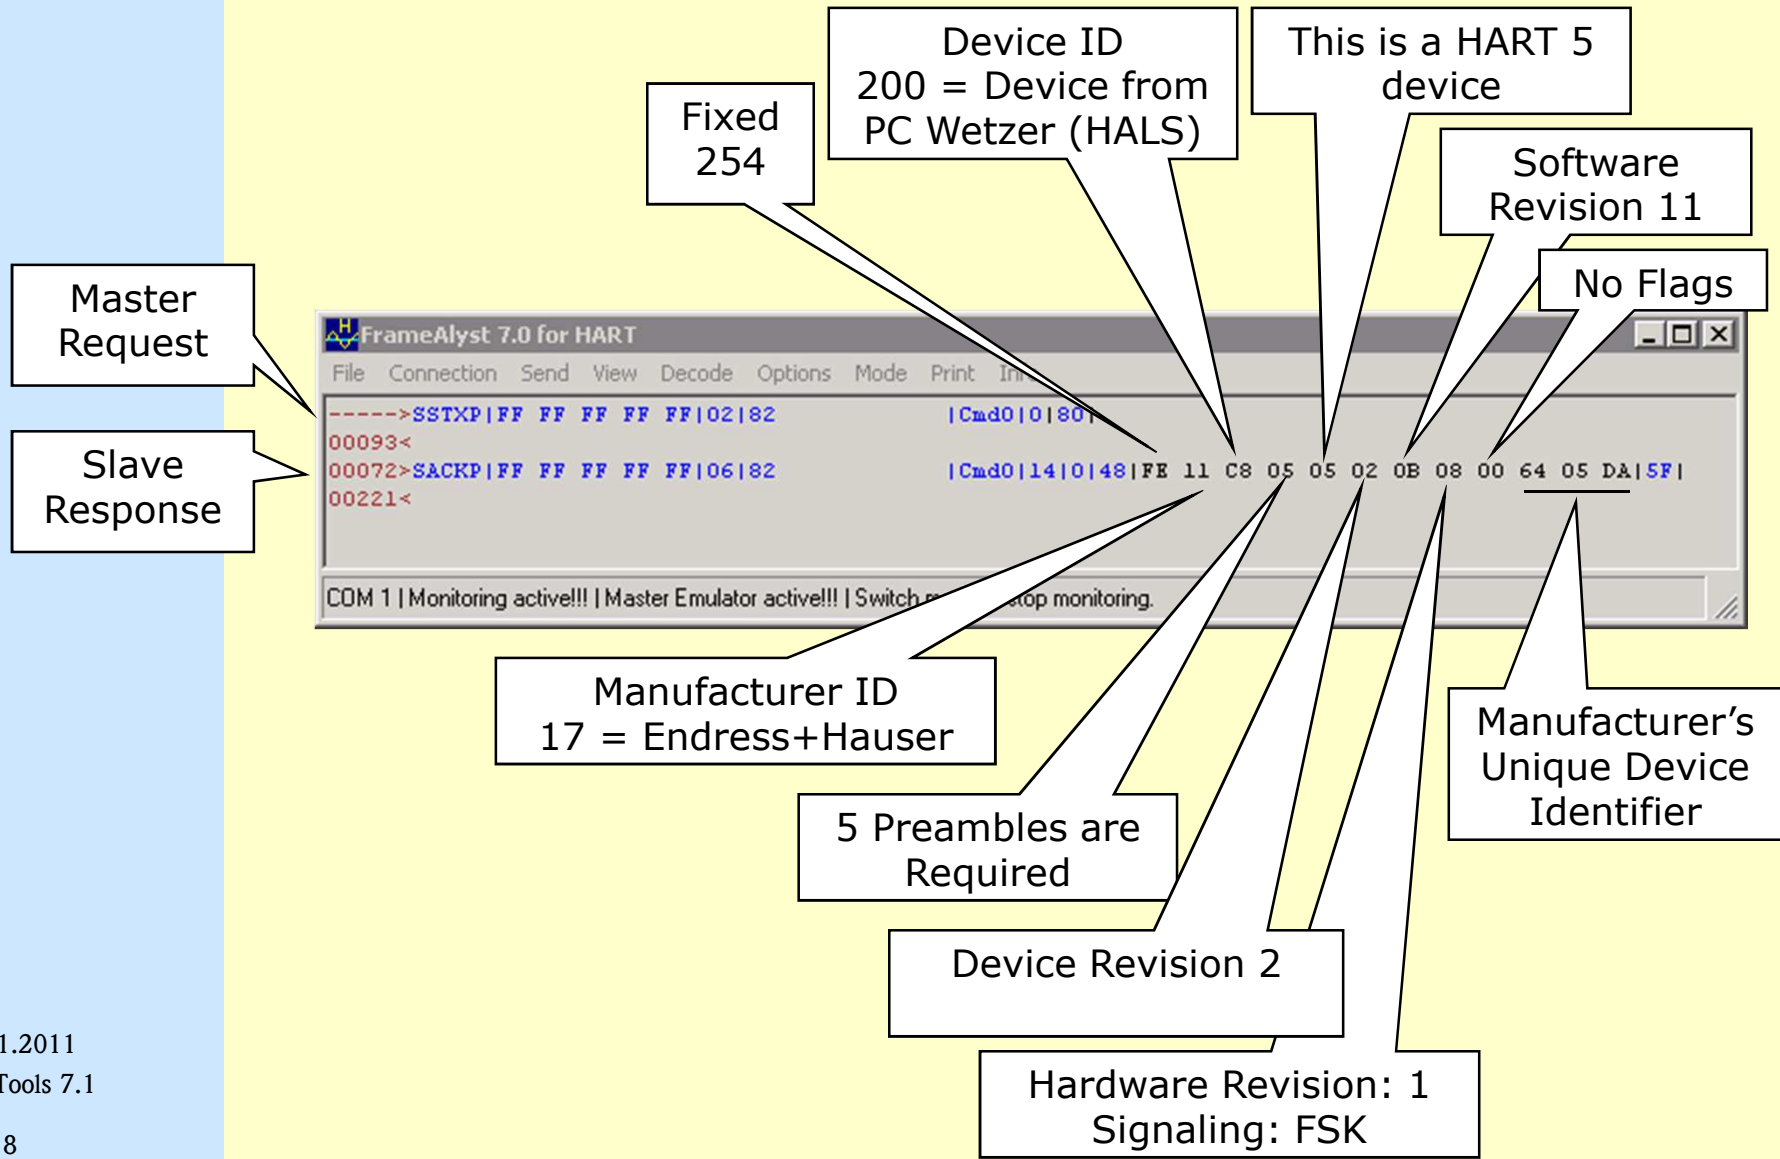 Device ID
200 = Device from
PC Wetzer (HALS)
This is a HART 5
device
Fixed
254
Software
Revision 11
No Flags
Master
Request
Slave
Response
FrameAlyst 7.0 for HART
File Connection Send View Decode Options Mode Print
----->SSTXP|FF FF FF FF FF|02|82 |Cmd0|0|80|
00093<
00072>SACKP|FF FF FF FF FF|06|82 |Cmd0|14|0|48|FE 11 C8 05 05 02 0B 08 00 64 05 DA|5F|
00221<
COM 1 | Monitoring active!!! | Master Emulator active!!! | Switch stop monitoring.
Manufacturer ID
17 = Endress+Hauser
Manufacturer's
Unique Device
Identifier
5 Preambles are
Required
Device Revision 2
Hardware Revision: 1
Signaling: FSK
1.2011
Tools 7.1
8